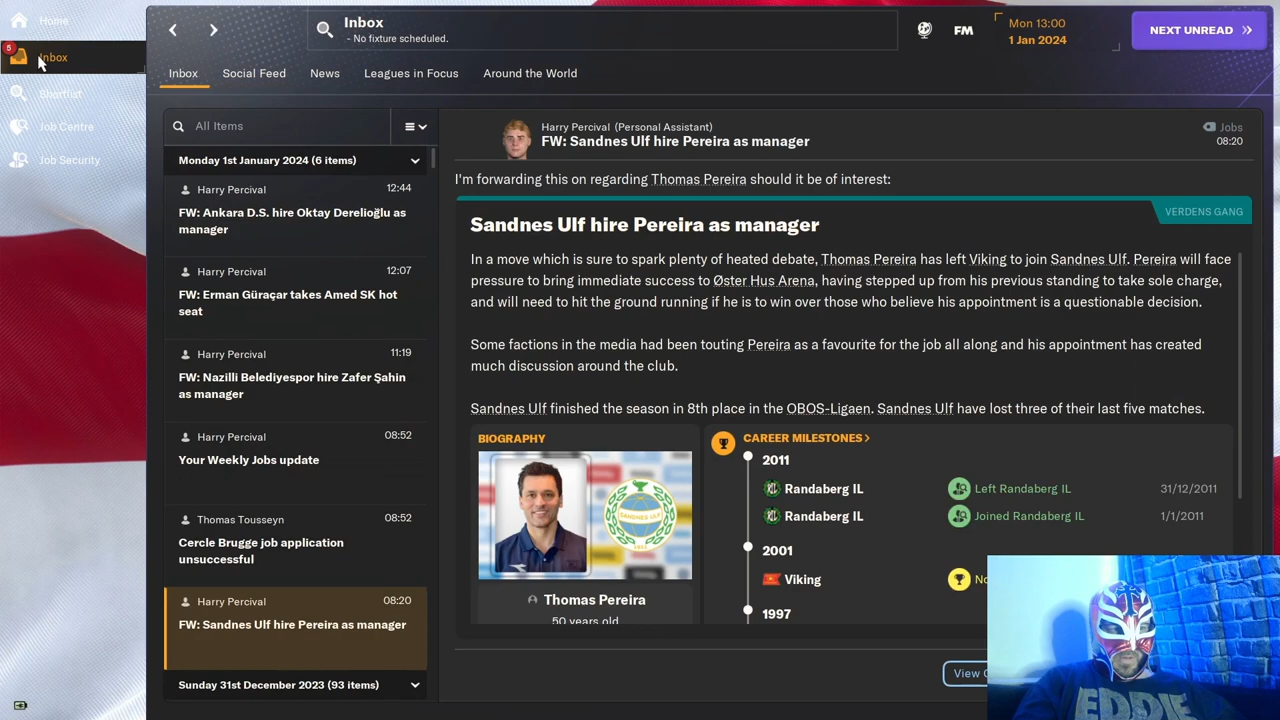 Home
5
Inbox
Shortlist
Job Centre
Job Security
Inbox
- No fixture scheduled.
FM
Mon 13:00
1 Jan 2024
NEXT UNREAD
Inbox
Social Feed
News
Leagues in Focus
Around the World
All Items
Monday 1st January 2024 (6 items)
Harry Percival
12:44
FW: Ankara D.S. hire Oktay Derelioğlu as
manager
Harry Percival
12:07
FW: Erman Güraçar takes Amed SK hot
seat
Harry Percival
11:19
FW: Nazilli Belediyespor hire Zafer Şahin
as manager
Harry Percival
08:52
Your Weekly Jobs update
Thomas Tousseyn
08:52
Cercle Brugge job application
unsuccessful
Harry Percival
08:20
FW: Sandnes Ulf hire Pereira as manager
Sunday 31st December 2023 (93 items)
Harry Percival (Personal Assistant)
FW: Sandnes Ulf hire Pereira as manager
Jobs
08:20
I'm forwarding this on regarding Thomas Pereira should it be of interest:
VERDENS GANG
Sandnes Ulf hire Pereira as manager
In a move which is sure to spark plenty of heated debate, Thomas Pereira has left Viking to join Sandnes Ulf. Pereira will face
pressure to bring immediate success to Øster Hus Arena, having stepped up from his previous standing to take sole charge,
and will need to hit the ground running if he is to win over those who believe his appointment is a questionable decision.
Some factions in the media had been touting Pereira as a favourite for the job all along and his appointment has created
much discussion around the club.
Sandnes Ulf finished the season in 8th place in the OBOS-Ligaen. Sandnes Ulf have lost three of their last five matches.
BIOGRAPHY
SANDNES ULF
Thomas Pereira
50 years old
CAREER MILESTONES
2011
Randaberg IL
Left Randaberg IL
31/12/2011
Randaberg IL
Joined Randaberg IL
1/1/2011
2001
Viking
1997
View
EDDIE